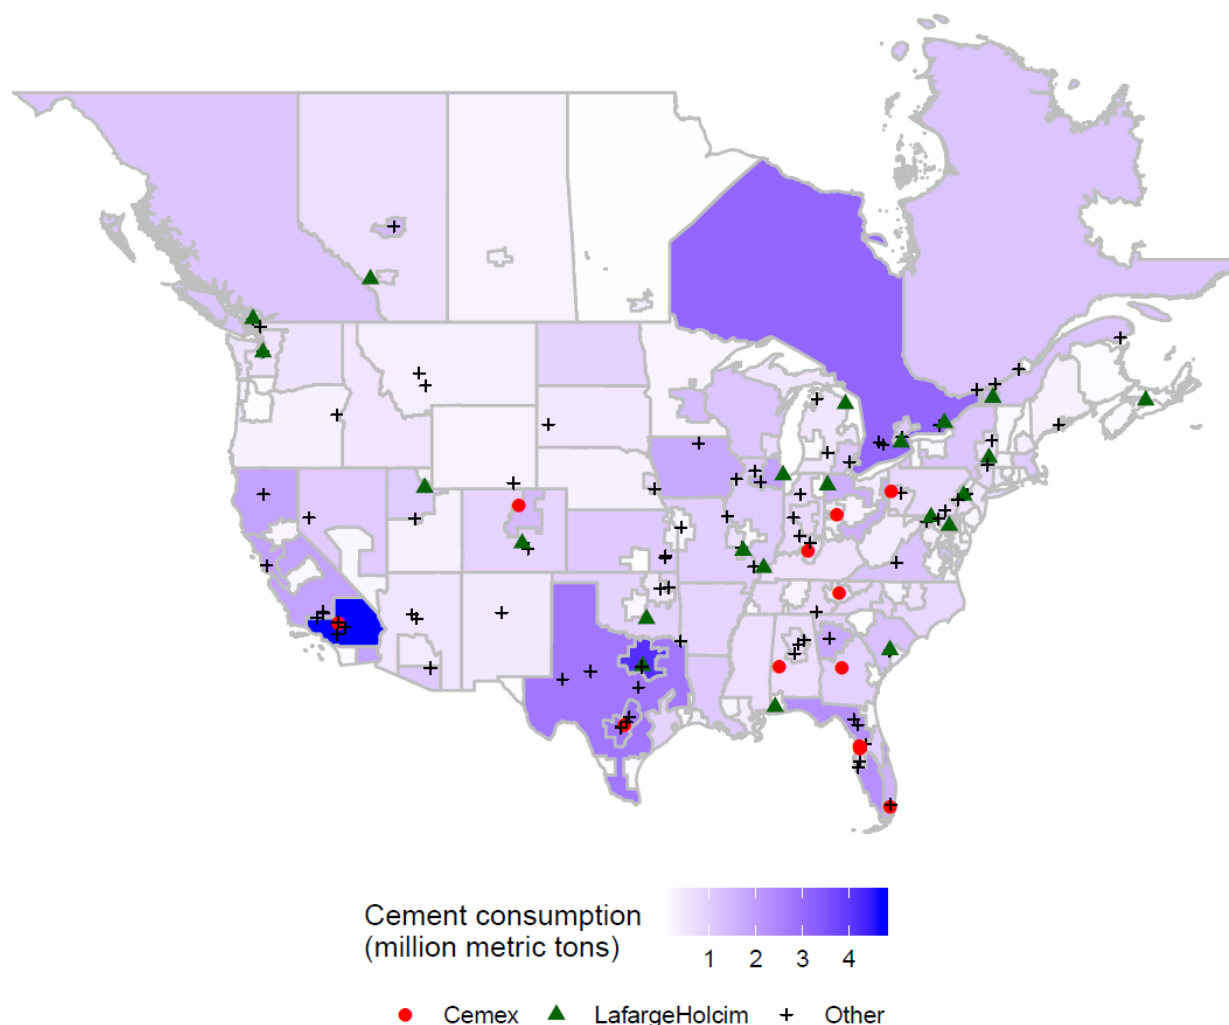 Cement consumption
(million metric tons)
1 2 3 4
Cemex LafargeHolcim Other